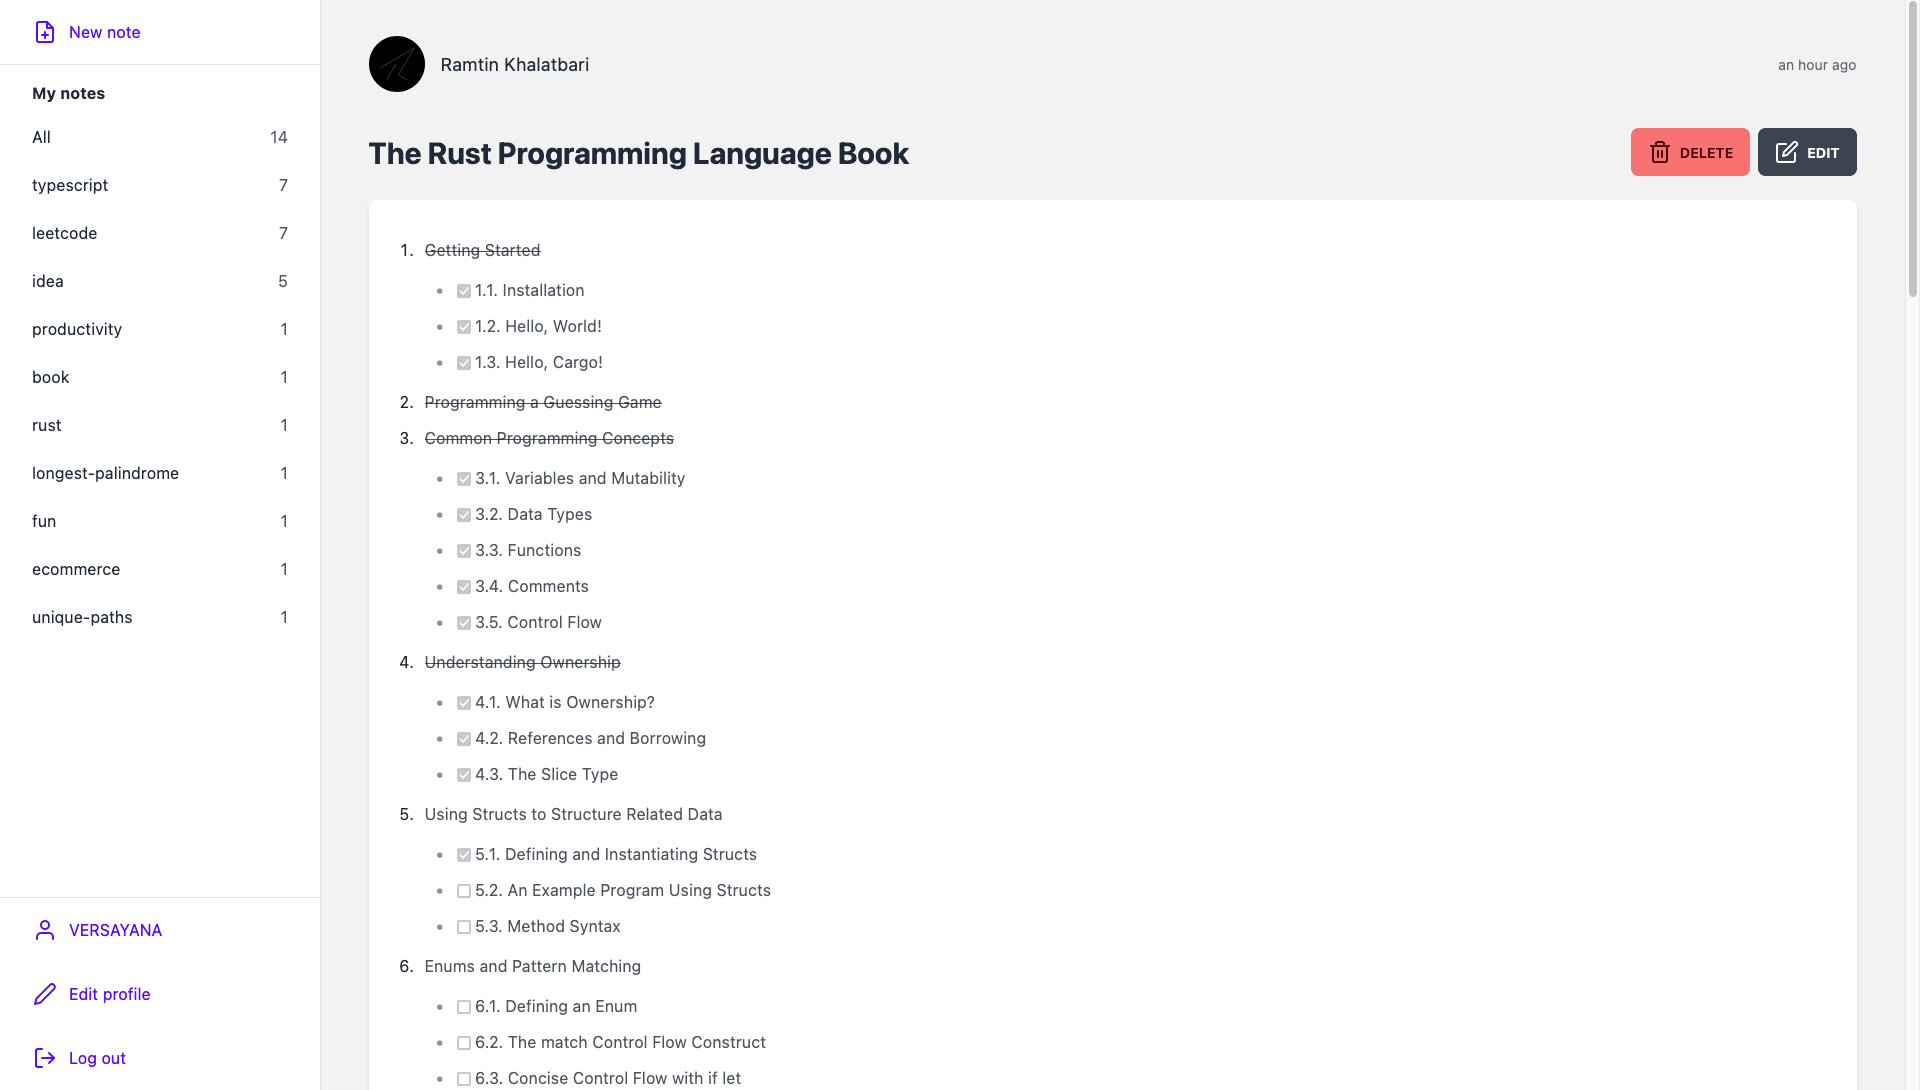 New note
My notes
All 14
typescript 7
leetcode 7
idea 5
productivity 1
book 1
rust 1
longest-palindrome 1
fun 1
ecommerce 1
unique-paths 1
VERSAYANA
Edit profile
Log out
Ramtin Khalatbari
an hour ago
The Rust Programming Language Book
DELETE
EDIT
1. Getting Started
1.1. Installation
1.2. Hello, World!
1.3. Hello, Cargo!
2. Programming a Guessing Game
3. Common Programming Concepts
3.1. Variables and Mutability
3.2. Data Types
3.3. Functions
3.4. Comments
3.5. Control Flow
4. Understanding Ownership
4.1. What is Ownership?
4.2. References and Borrowing
4.3. The Slice Type
5. Using Structs to Structure Related Data
5.1. Defining and Instantiating Structs
5.2. An Example Program Using Structs
5.3. Method Syntax
6. Enums and Pattern Matching
6.1. Defining an Enum
6.2. The match Control Flow Construct
6.3. Concise Control Flow with if let